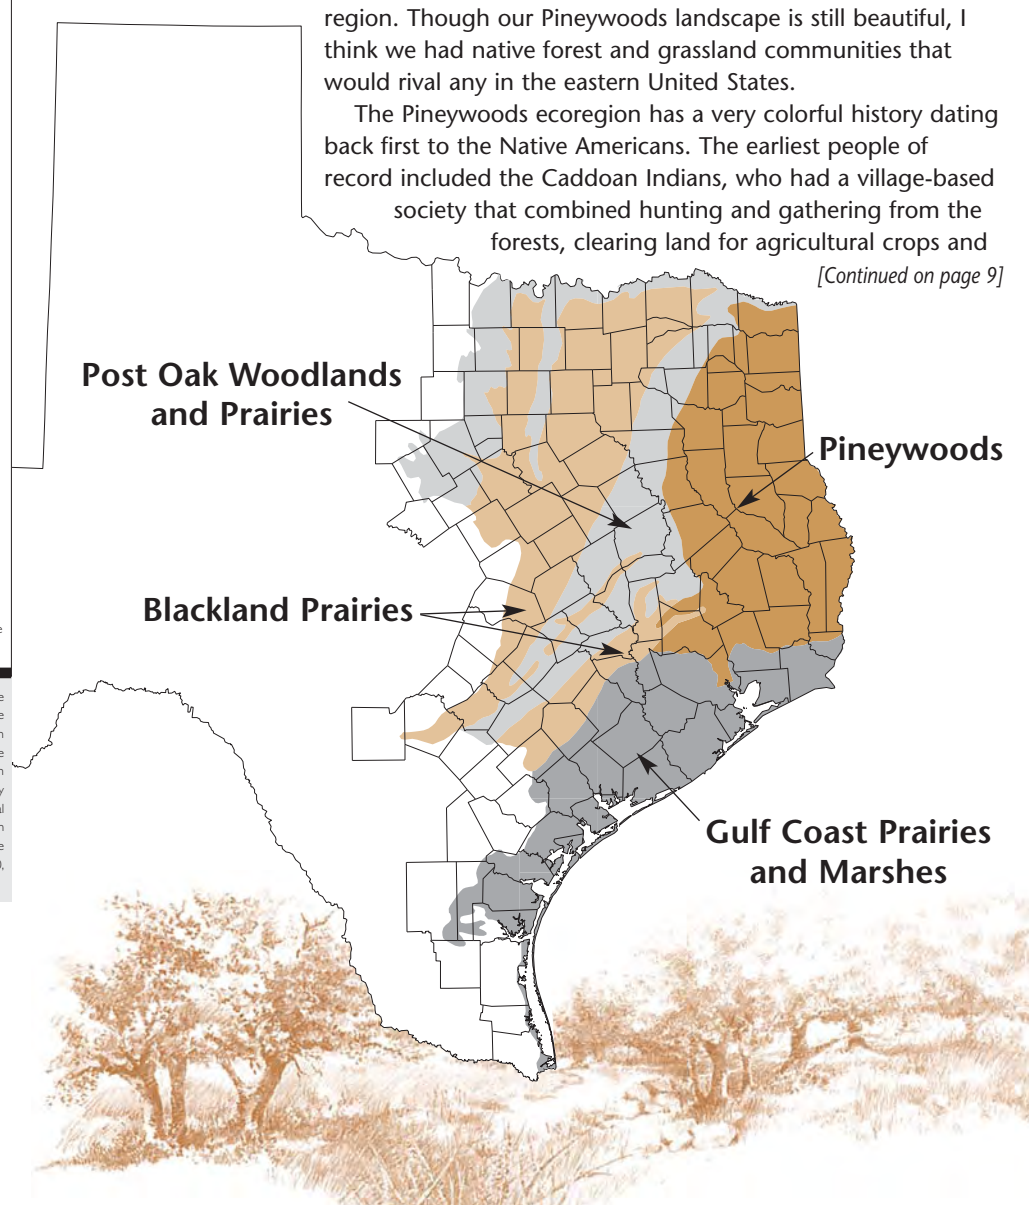 region. Though our Pineywoods landscape is still beautiful, I
think we had native forest and grassland communities that
would rival any in the eastern United States.
The Pineywoods ecoregion has a very colorful history dating
back first to the Native Americans. The earliest people of
record included the Caddoan Indians, who had a village-based
society that combined hunting and gathering from the
forests, clearing land for agricultural crops and
[Continued on page 9]
Post Oak Woodlands
and Prairies
Pineywoods
Blackland Prairies
Gulf Coast Prairies
and Marshes